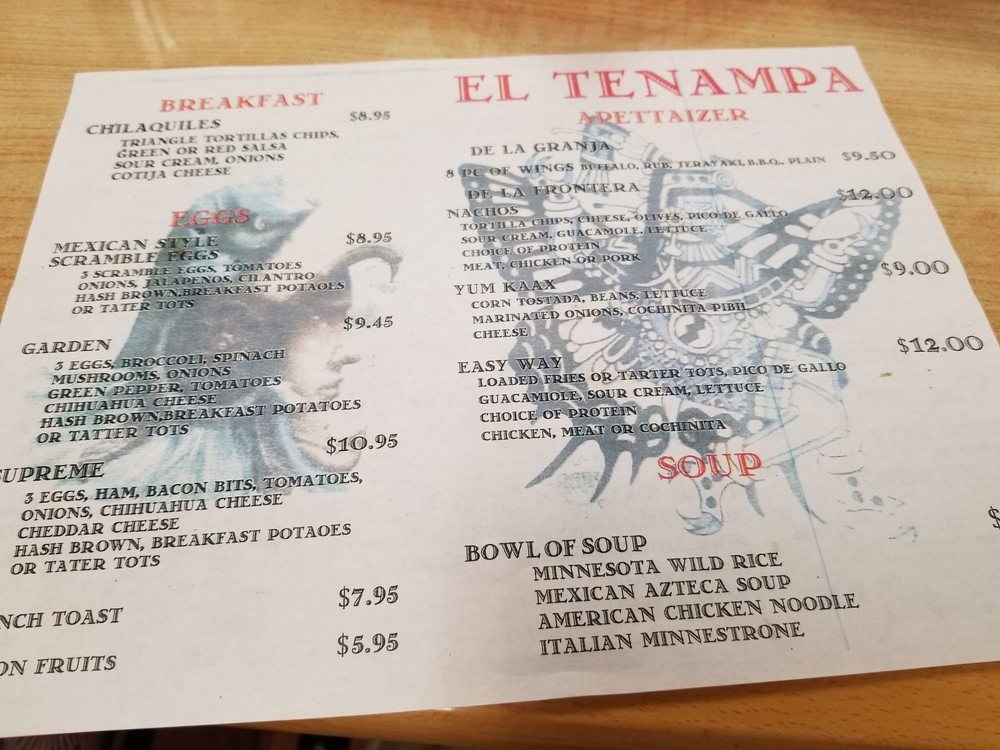 BREAKFAST
CHILAQUILES $8.95
TRIANGLE TORTILLAS CHIPS,
GREEN OR RED SALSA
SOUR CREAM, ONIONS
COTIJA CHEESE
EGGS
MEXICAN STYLE $8.95
SCRAMBLE EGGS
3 SCRAMBLE EGGS, TOMATOES
ONIONS, JALAPENOS, CILANTRO
HASH BROWN,BREAKFAST POTAOES
OR TATER TOTS
$9.45
GARDEN
3 EGGS, BROCCOLI, SPINACH
MUSHROOMS, ONIONS
GREEN PEPPER, TOMATOES
CHIHUAHUA CHEESE
HASH BROWN,BREAKFAST POTATOES
OR TATTER TOTS
$10.95
SUPREME
3 EGGS, HAM, BACON BITS, TOMATOES,
ONIONS, CHIHUAHUA CHEESE
CHEDDAR CHEESE
HASH BROWN, BREAKFAST POTAOES
OR TATER TOTS
NCH TOAST $7.95
ON FRUITS $5.95
EL TENAMPA
APETTAIZER
DE LA GRANJA
8 PC OF WINGS BUFFALO, RUB, TERAYAKI, B.B.Q., PLAIN $9.50
DE LA FRONTERA
NACHOS $12.00
TORTILLA CHIPS, CHEESE, OLIVES, PICO DE GALLO
SOUR CREAM, GUACAMOLE, LETTUCE
CHOICE OF PROTEIN
MEAT, CHICKEN OR PORK
YUM KAAX $9.00
CORN TOSTADA, BEANS, LETTUCE
MARINATED ONIONS, COCHINITA PIBIL
CHEESE
EASY WAY $12.00
LOADED FRIES OR TARTER TOTS, PICO DE GALLO
GUACAMIOLE, SOUR CREAM, LETTUCE
CHOICE OF PROTEIN
CHICKEN, MEAT OR COCHINITA
SOUP
$
BOWL OF SOUP
MINNESOTA WILD RICE
MEXICAN AZTECA SOUP
AMERICAN CHICKEN NOODLE
ITALIAN MINNESTRONE